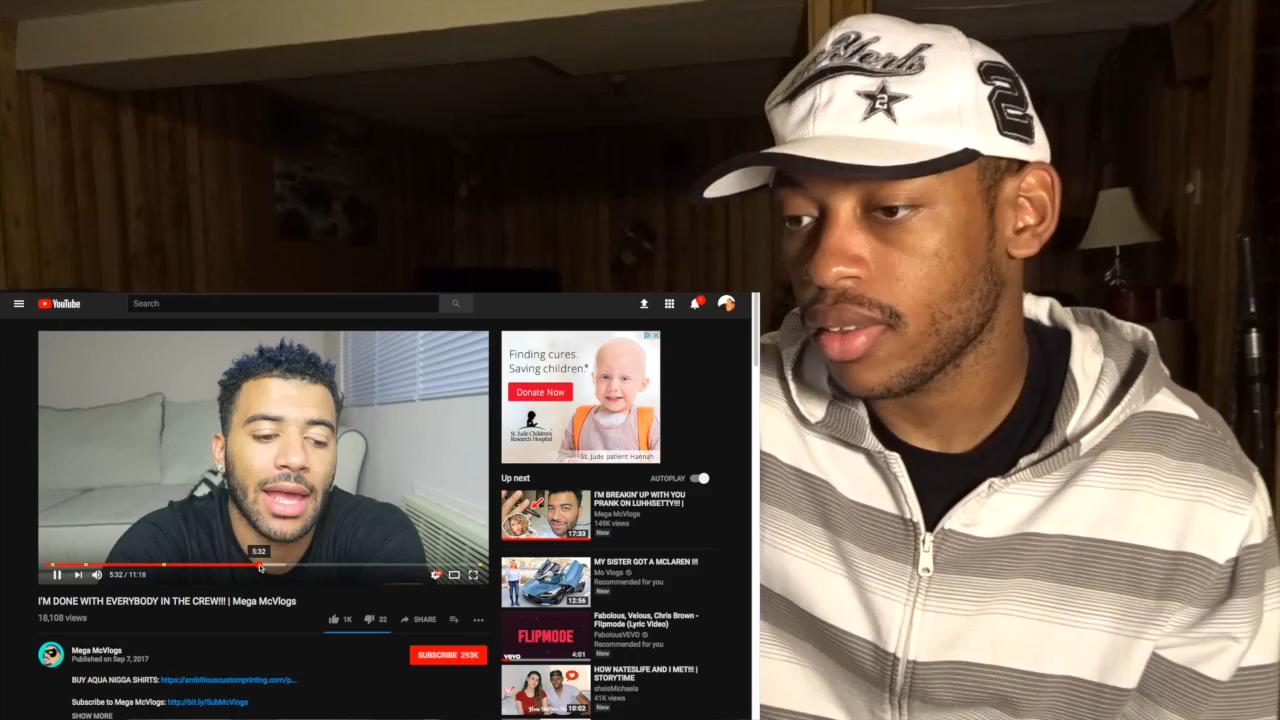 New York
2
2
YouTube
Search
1
Finding cures.
Saving children.®
Donate Now
St. Jude Children's
Research Hospital
St. Jude patient Hannah
5:32
5:32 / 11:18
I'M DONE WITH EVERYBODY IN THE CREW!!! | Mega McVlogs
18,108 views
1K
32
SHARE
Mega McVlogs
Published on Sep 7, 2017
SUBSCRIBE 293K
BUY AQUA NIGGA SHIRTS: https://ambitiouscustomprinting.com/p...
Subscribe to Mega McVlogs: http://bit.ly/SubMcVlogs
SHOW MORE
Up next
AUTOPLAY
I'M BREAKIN' UP WITH YOU
PRANK ON LUHHSETTY!!! |
Mega McVlogs
149K views
New
17:33
MY SISTER GOT A MCLAREN !!!
Mo Vlogs
Recommended for you
New
12:56
Fabolous, Velous, Chris Brown -
Flipmode (Lyric Video)
FabolousVEVO
Recommended for you
New
FLIPMODE
vevo
4:01
HOW NATESLIFE AND I MET!!! |
STORYTIME
sheisMichaela
41K views
New
10:02